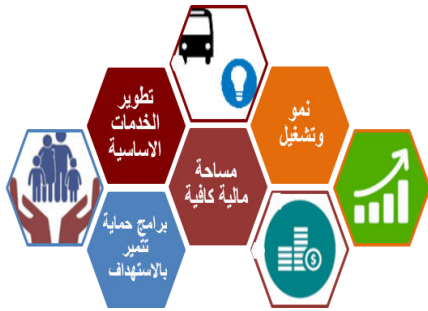 نمو
وتشغيل
تطوير
الخدمات
الاساسية
مساحة
مالية كافية
برامج حماية
تتميز
بالاستهداف
$